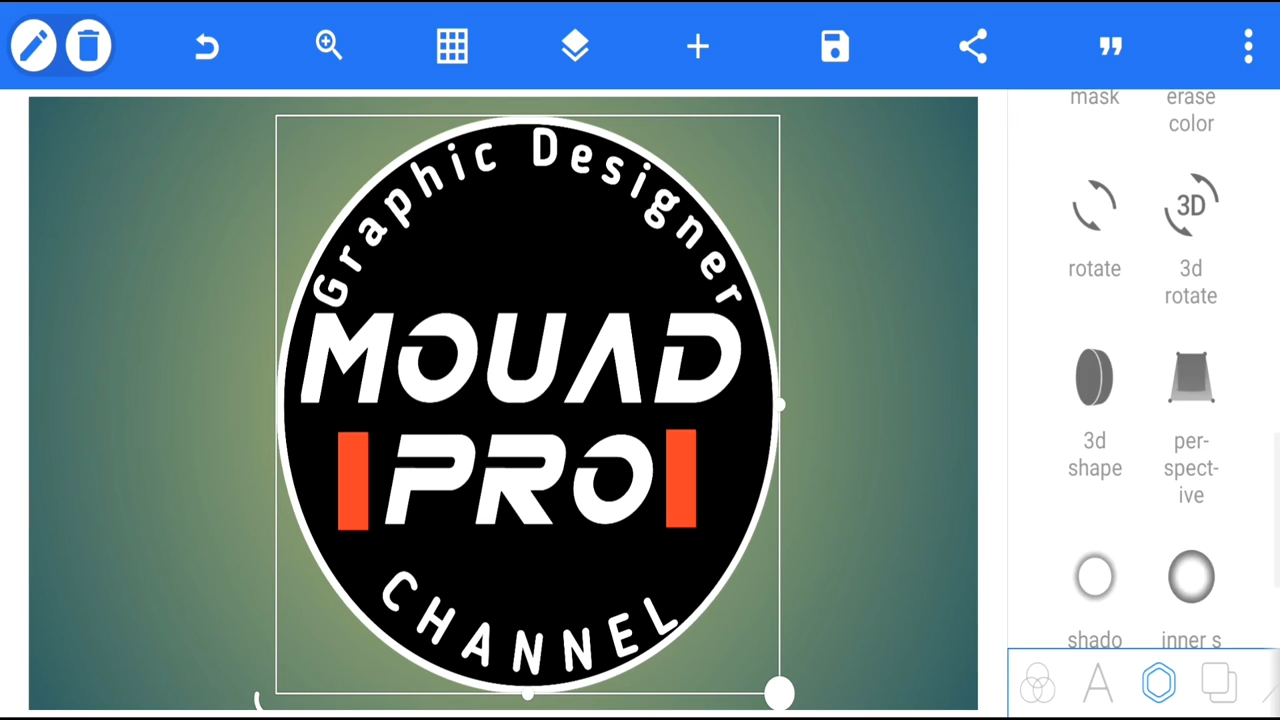 Graphic Designer
MOUAD
PRO
CHANNEL
mask
erase
color
rotate
3D
3d
rotate
3d
shape
per-
spect-
ive
shado
inner s